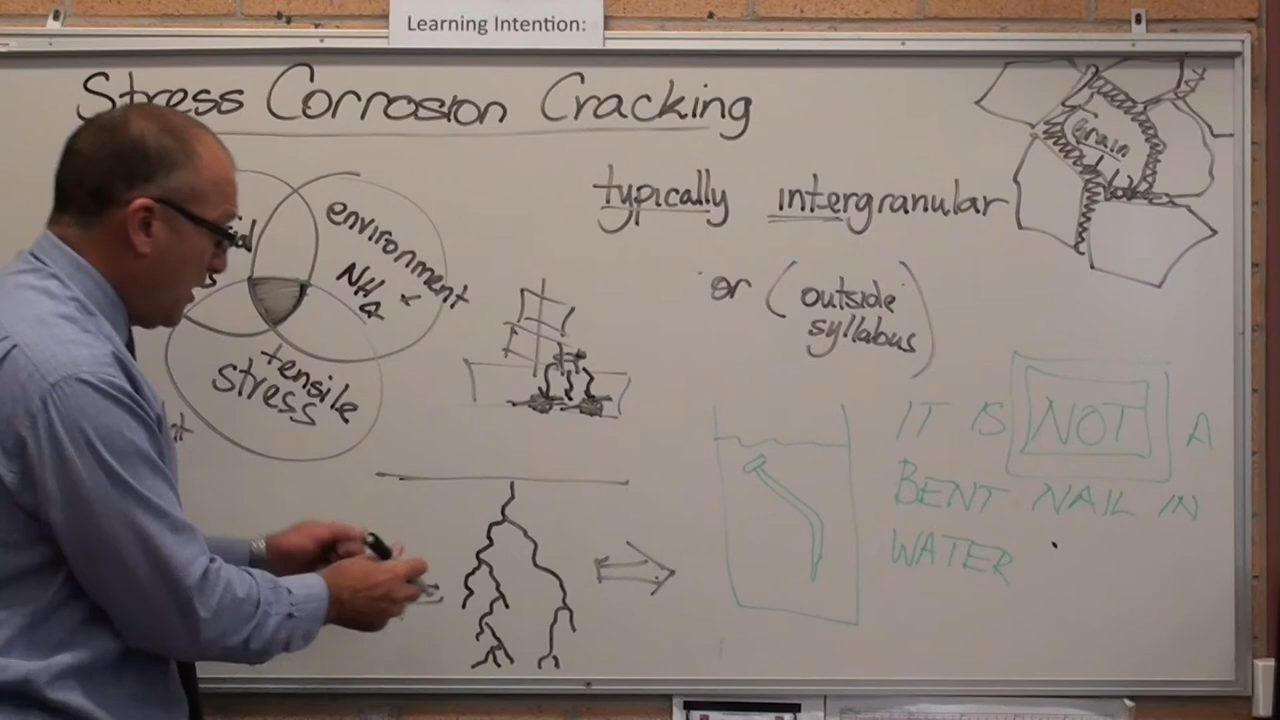 Learning Intention:
Stress Corrosion Cracking
Grain
typically intergranular
environment
NH4
or (outside
syllabus)
tensile
stress
IT IS NOT A
BENT NAIL IN
WATER